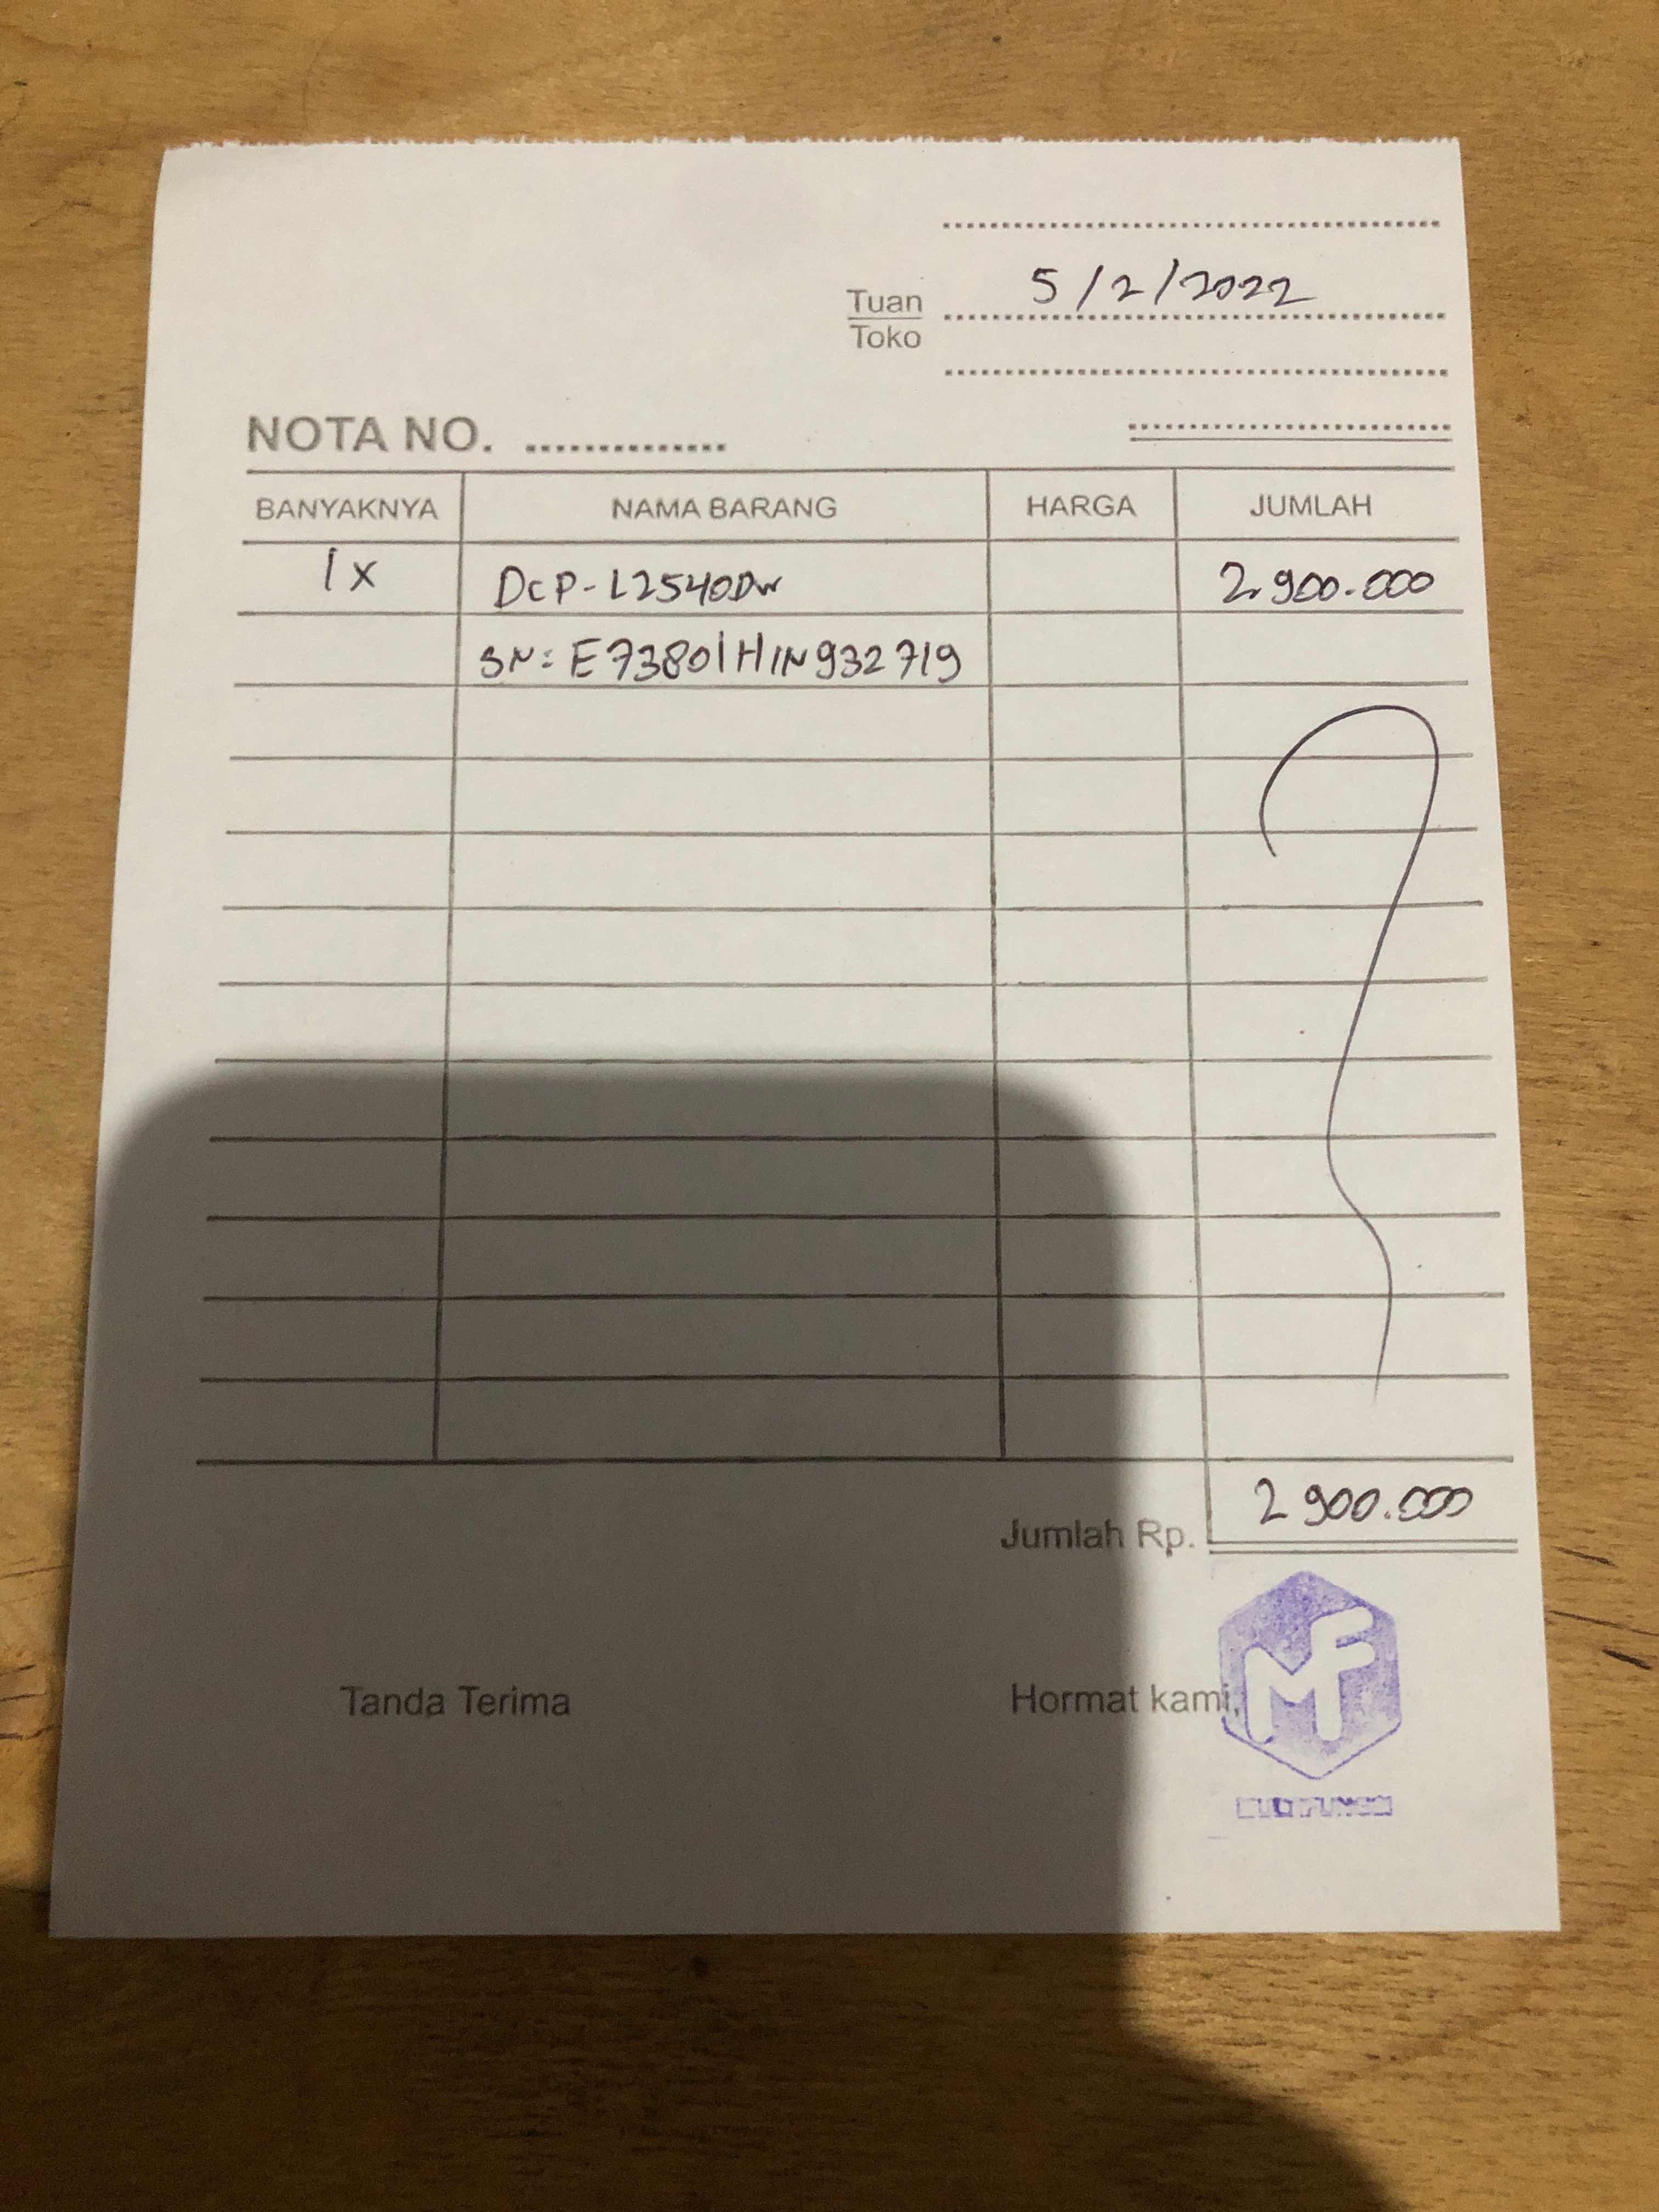 5/2/2022
Tuan
Toko
NOTA NO. ..............
BANYAKNYA NAMA BARANG HARGA JUMLAH
1x DCP-L2540DW 2.900.000
SN: E73801H1N932719
Jumlah Rp. 2 900.000
Tanda Terima Hormat kami,
MF